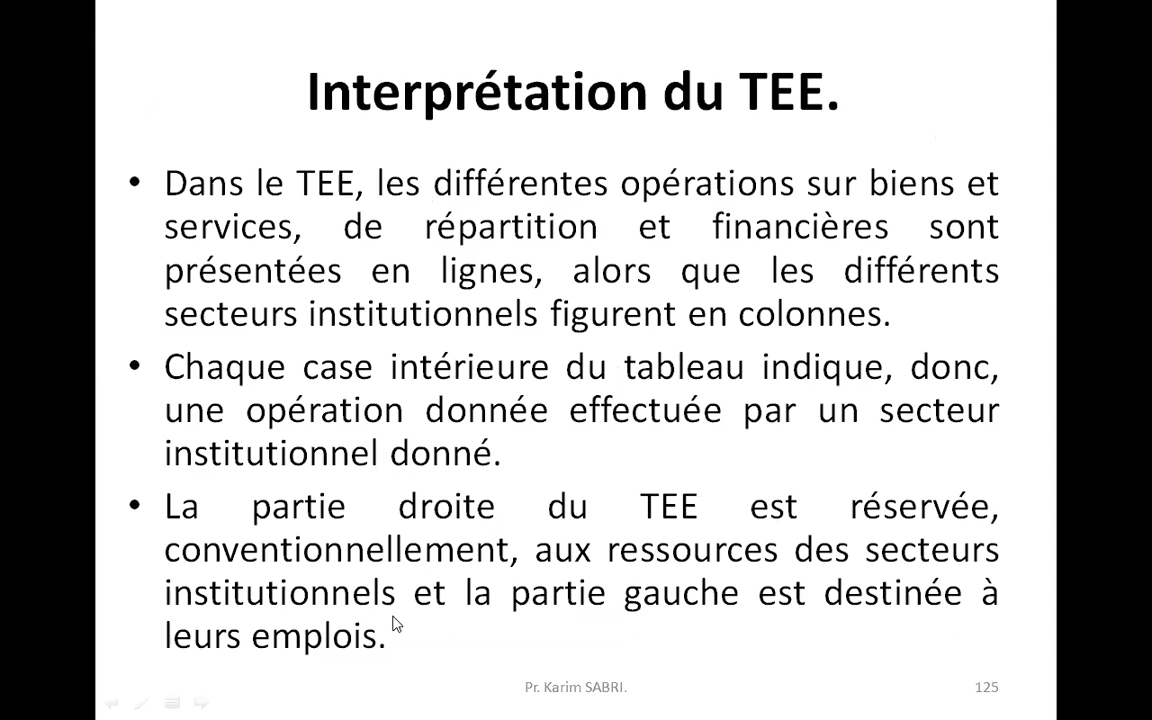 Interprétation du TEE.
• Dans le TEE, les différentes opérations sur biens et
services, de répartition et financières sont
présentées en lignes, alors que les différents
secteurs institutionnels figurent en colonnes.
• Chaque case intérieure du tableau indique, donc,
une opération donnée effectuée par un secteur
institutionnel donné.
• La partie droite du TEE est réservée,
conventionnellement, aux ressources des secteurs
institutionnels et la partie gauche est destinée à
leurs emplois.
Pr. Karim SABRI.
125